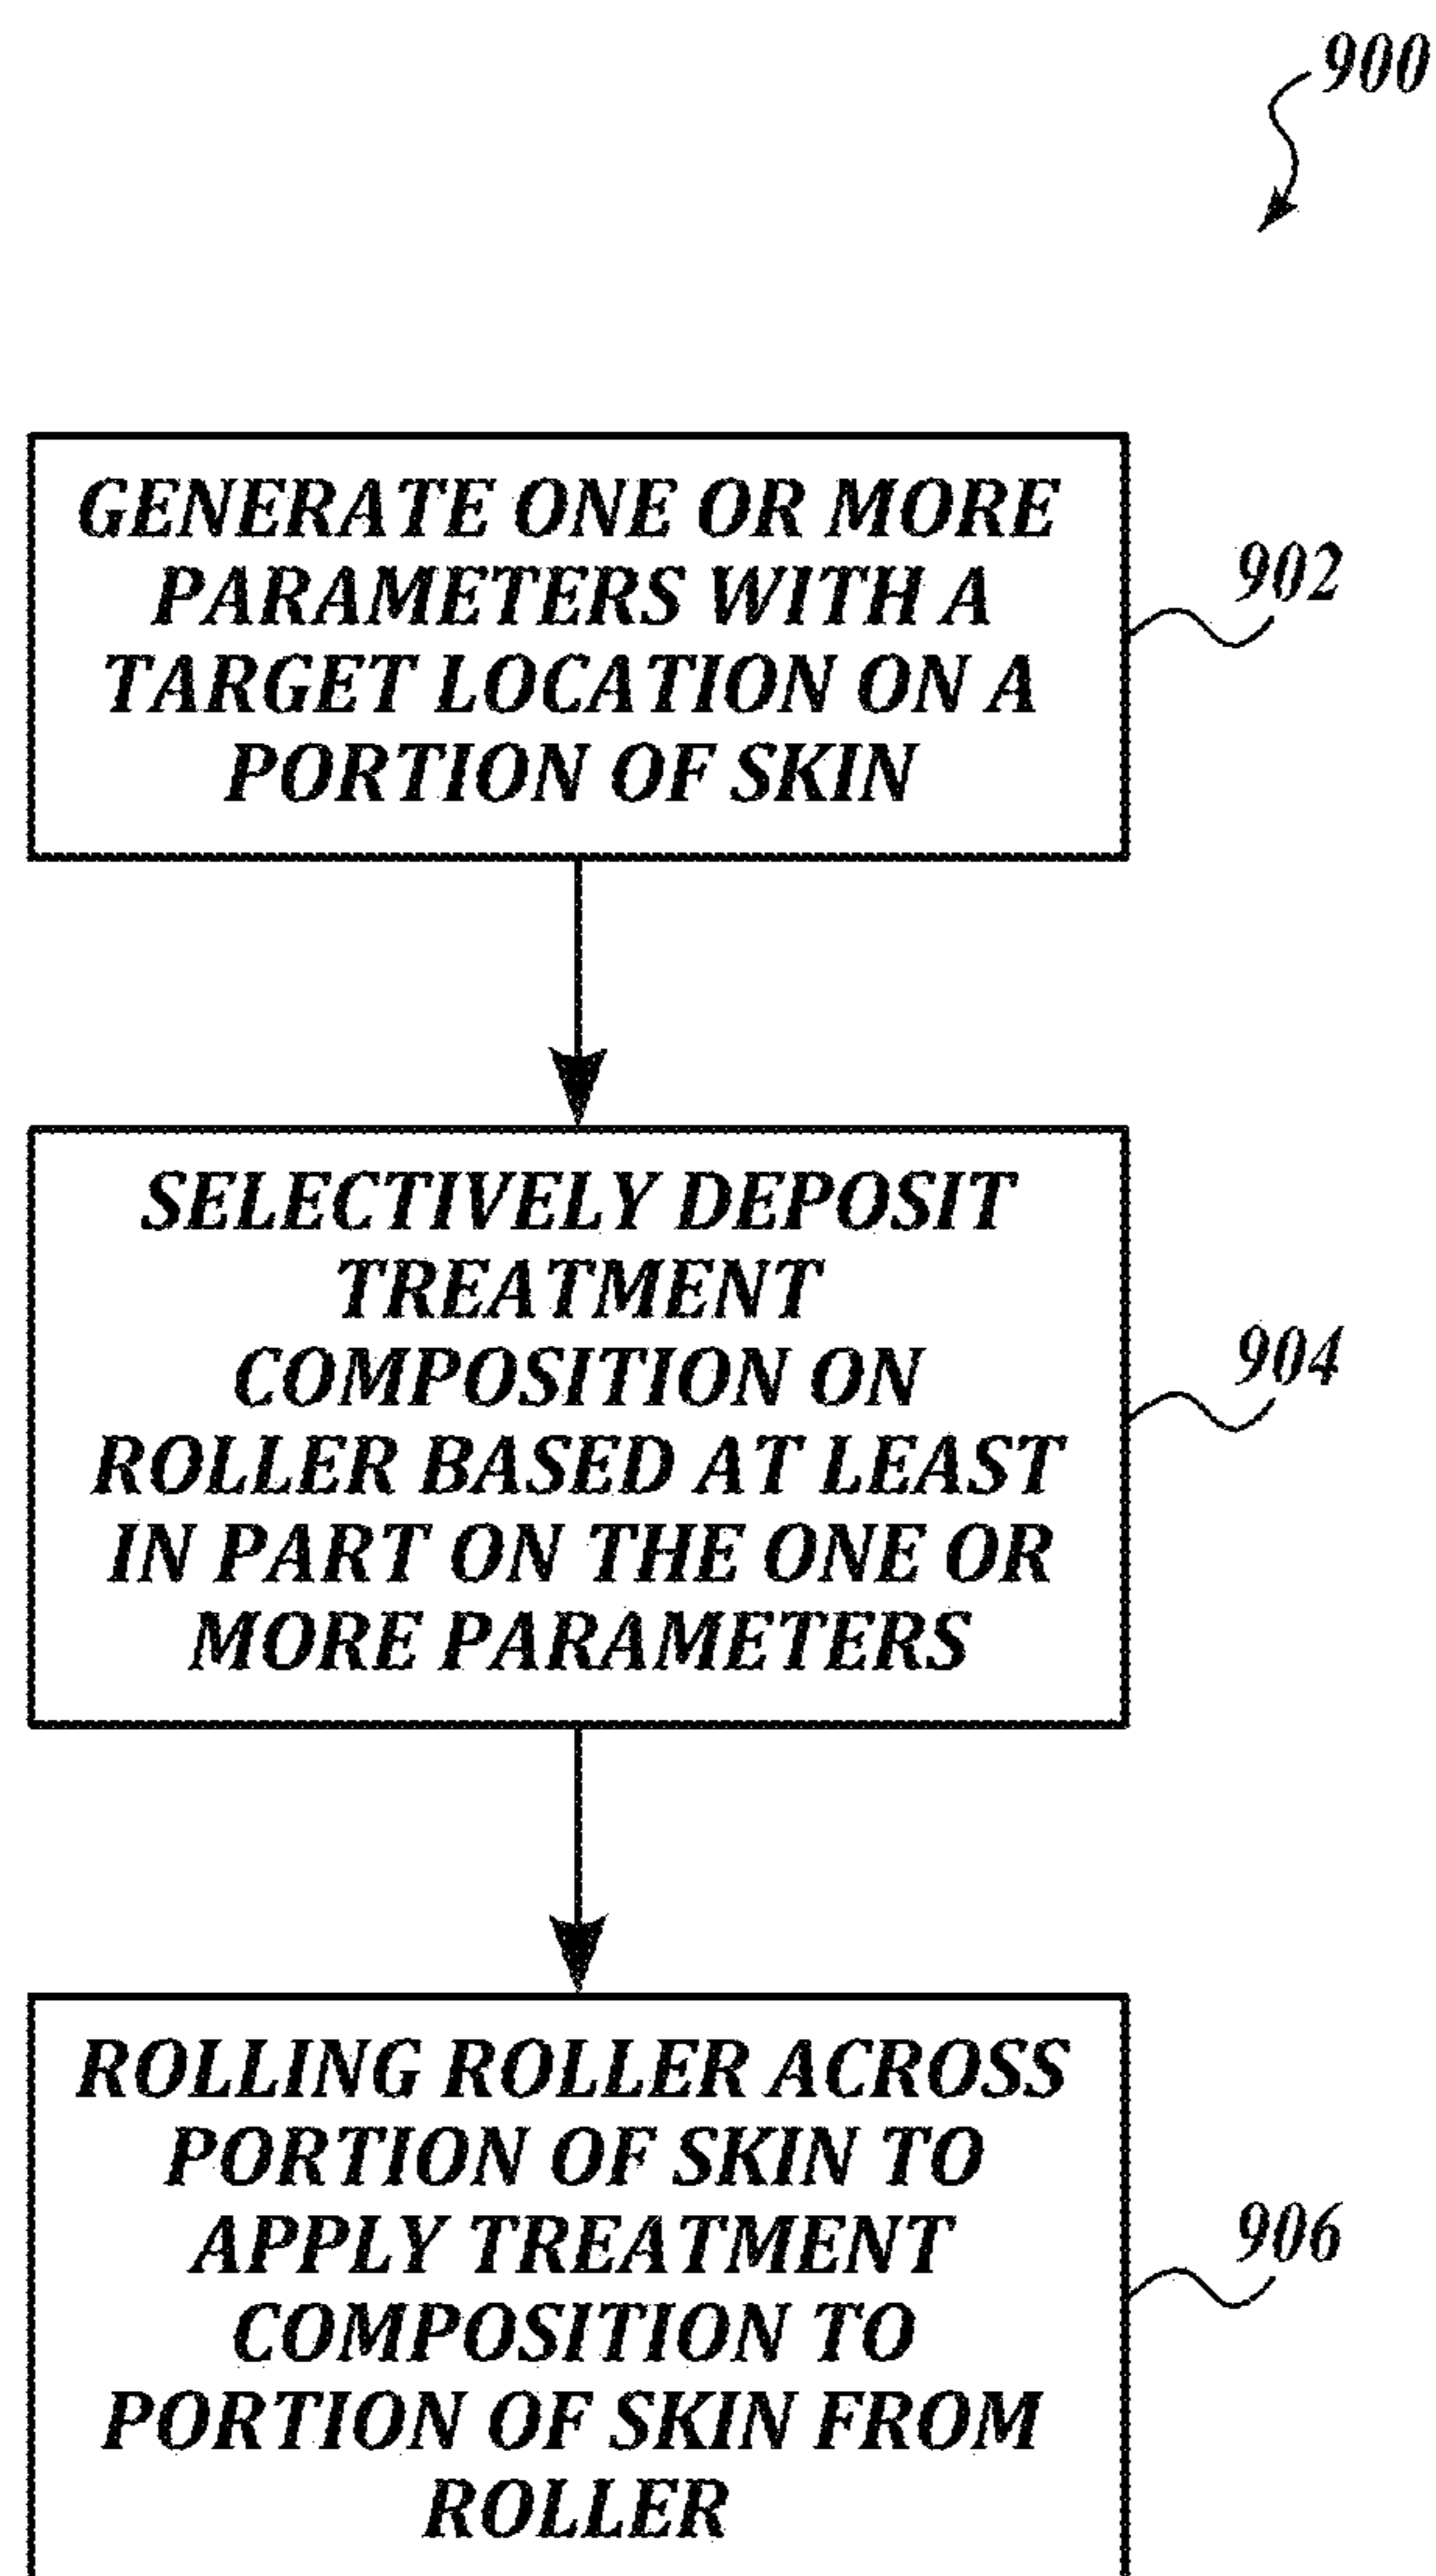 900
GENERATE ONE OR MORE
PARAMETERS WITH A
TARGET LOCATION ON A
PORTION OF SKIN
902
SELECTIVELY DEPOSIT
TREATMENT
COMPOSITION ON
ROLLER BASED AT LEAST
IN PART ON THE ONE OR
MORE PARAMETERS
904
ROLLING ROLLER ACROSS
PORTION OF SKIN TO
APPLY TREATMENT
COMPOSITION TO
PORTION OF SKIN FROM
ROLLER
906